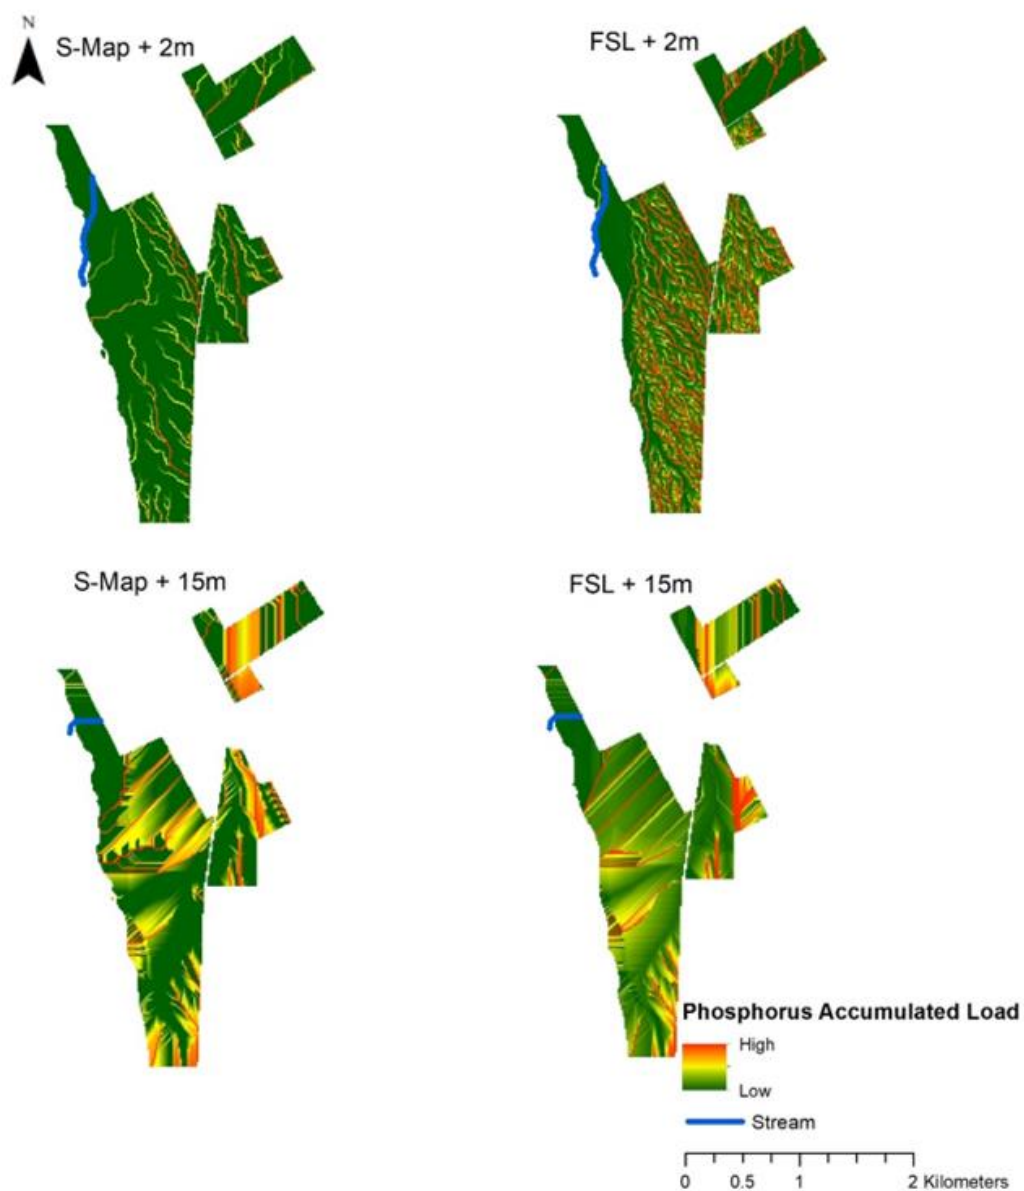 N
S-Map + 2m
FSL + 2m
S-Map + 15m
FSL + 15m
Phosphorus Accumulated Load
High
Low
Stream
0 0.5 1 2 Kilometers